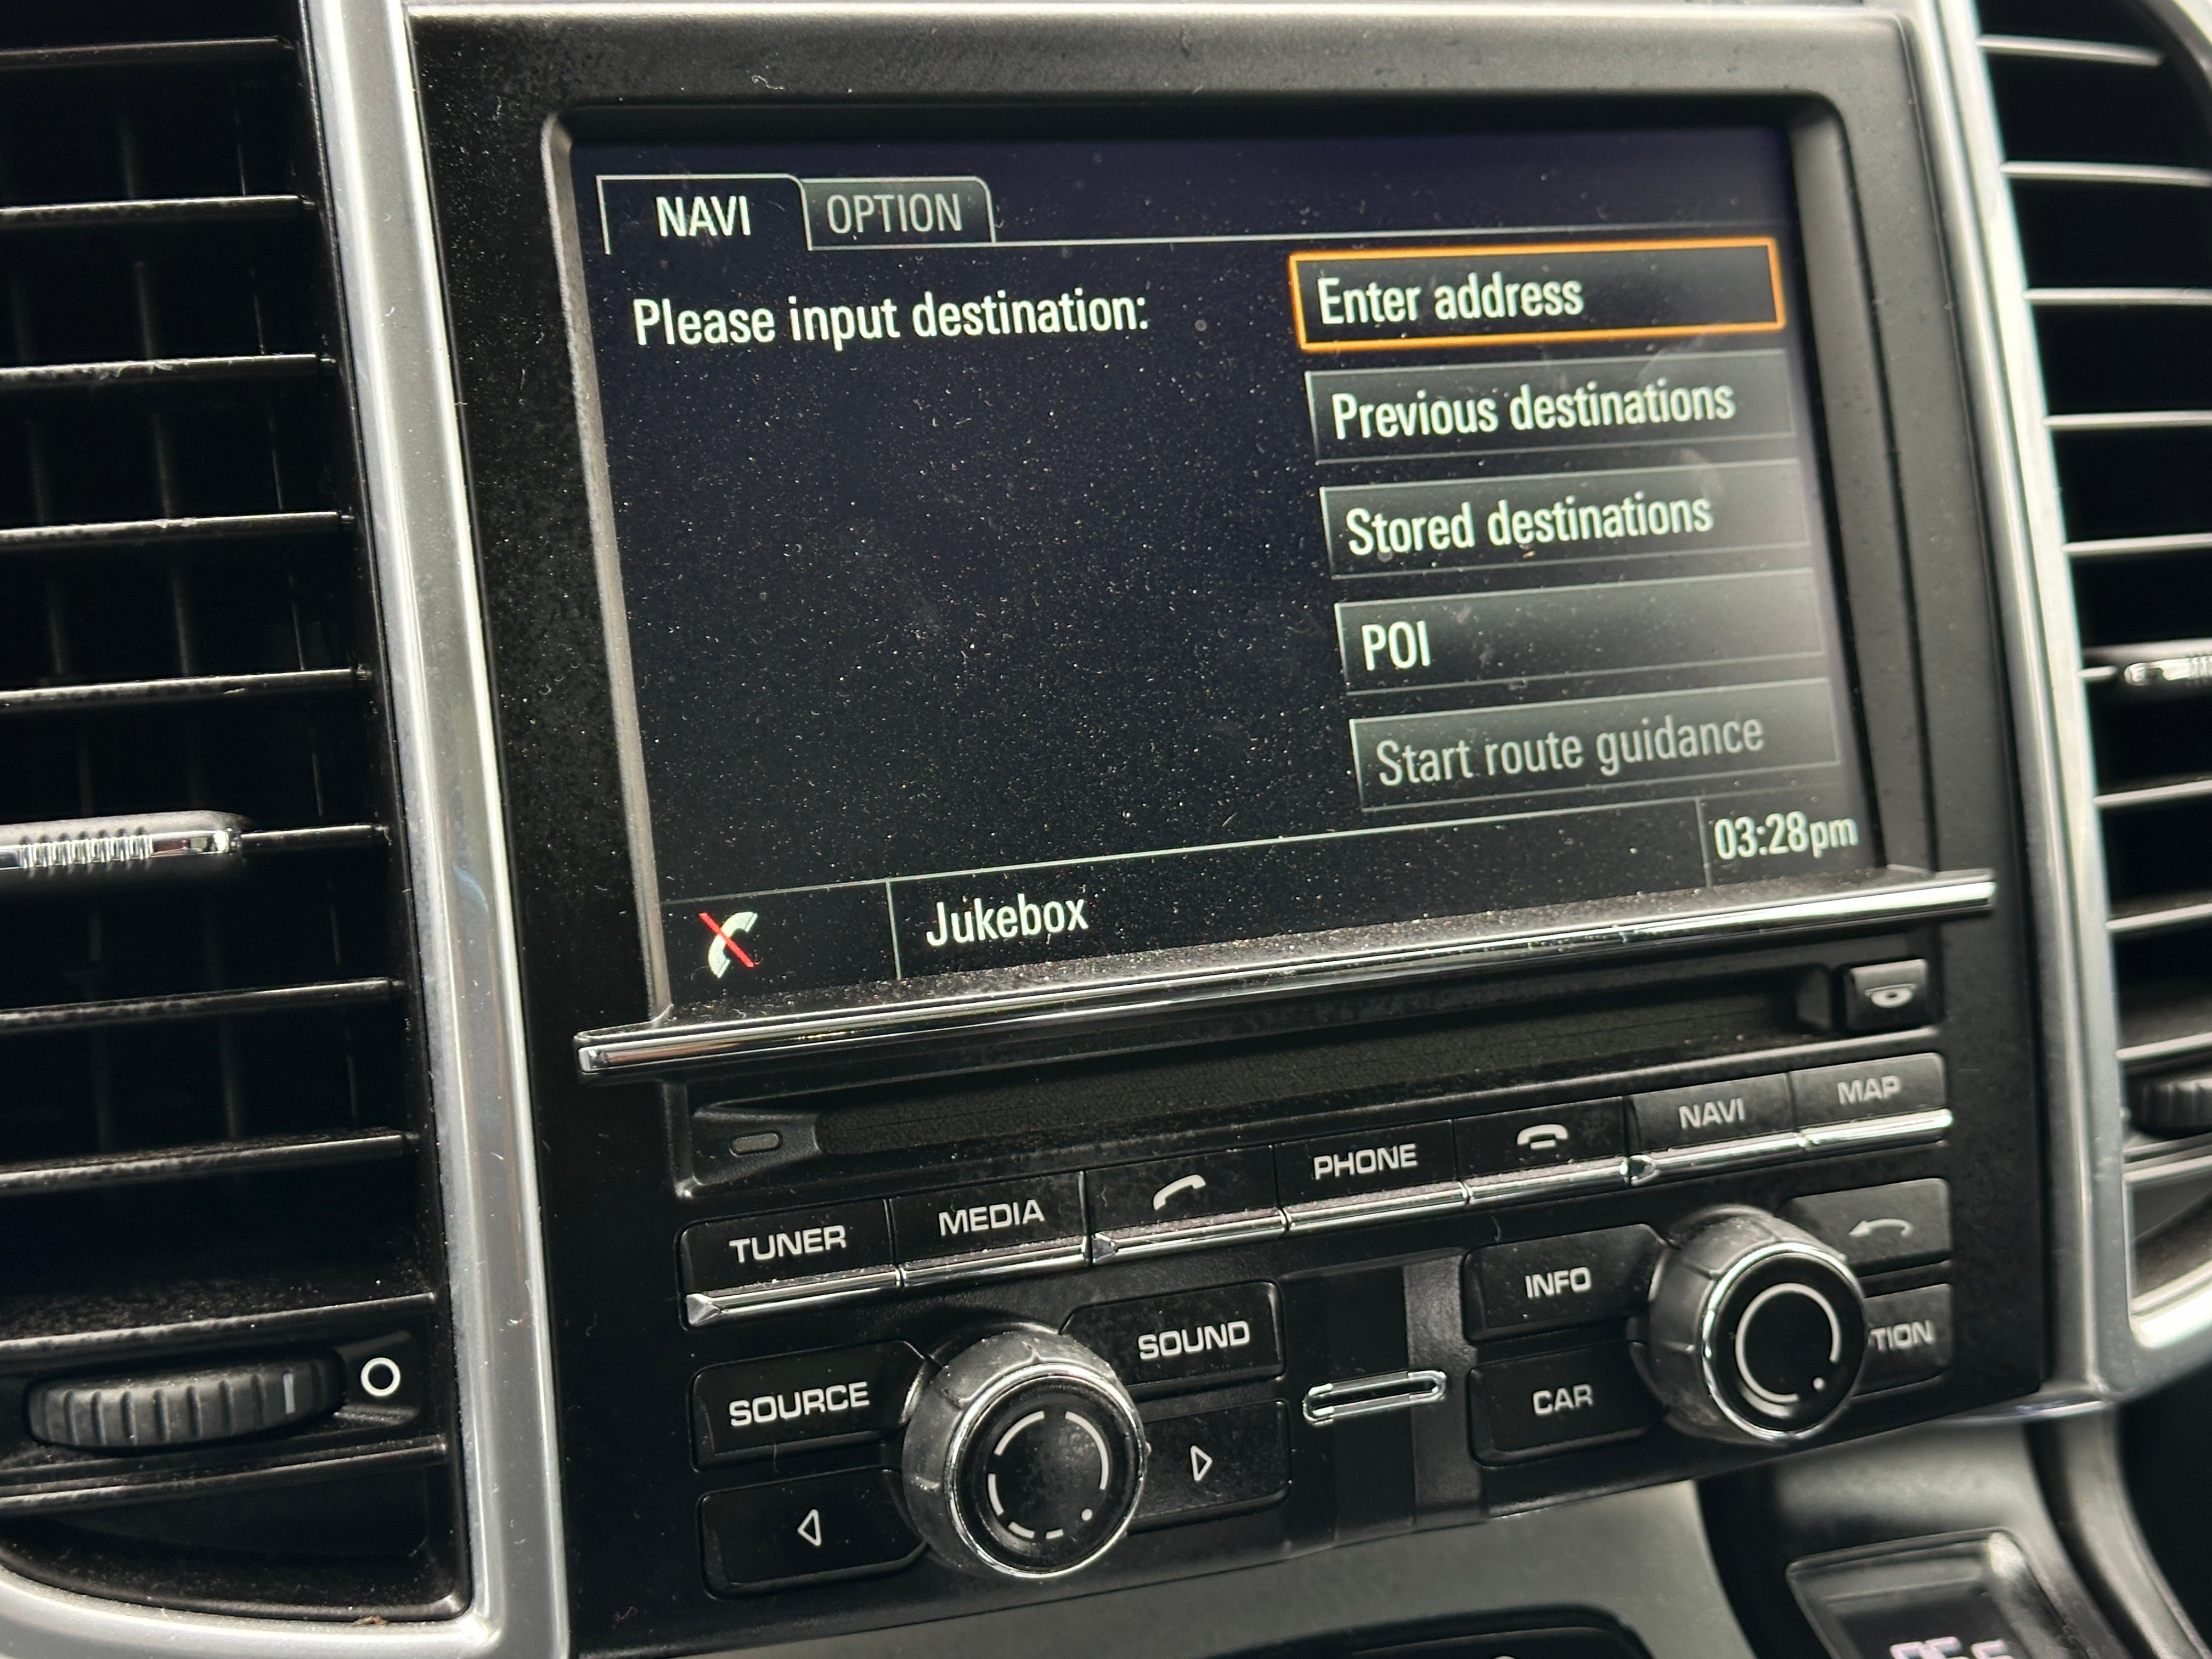 NAVI OPTION
Please input destination:
Enter address
Previous destinations
Stored destinations
POI
Start route guidance
03:28pm
Jukebox
TUNER MEDIA PHONE NAVI MAP
SOURCE SOUND INFO
CAR TION